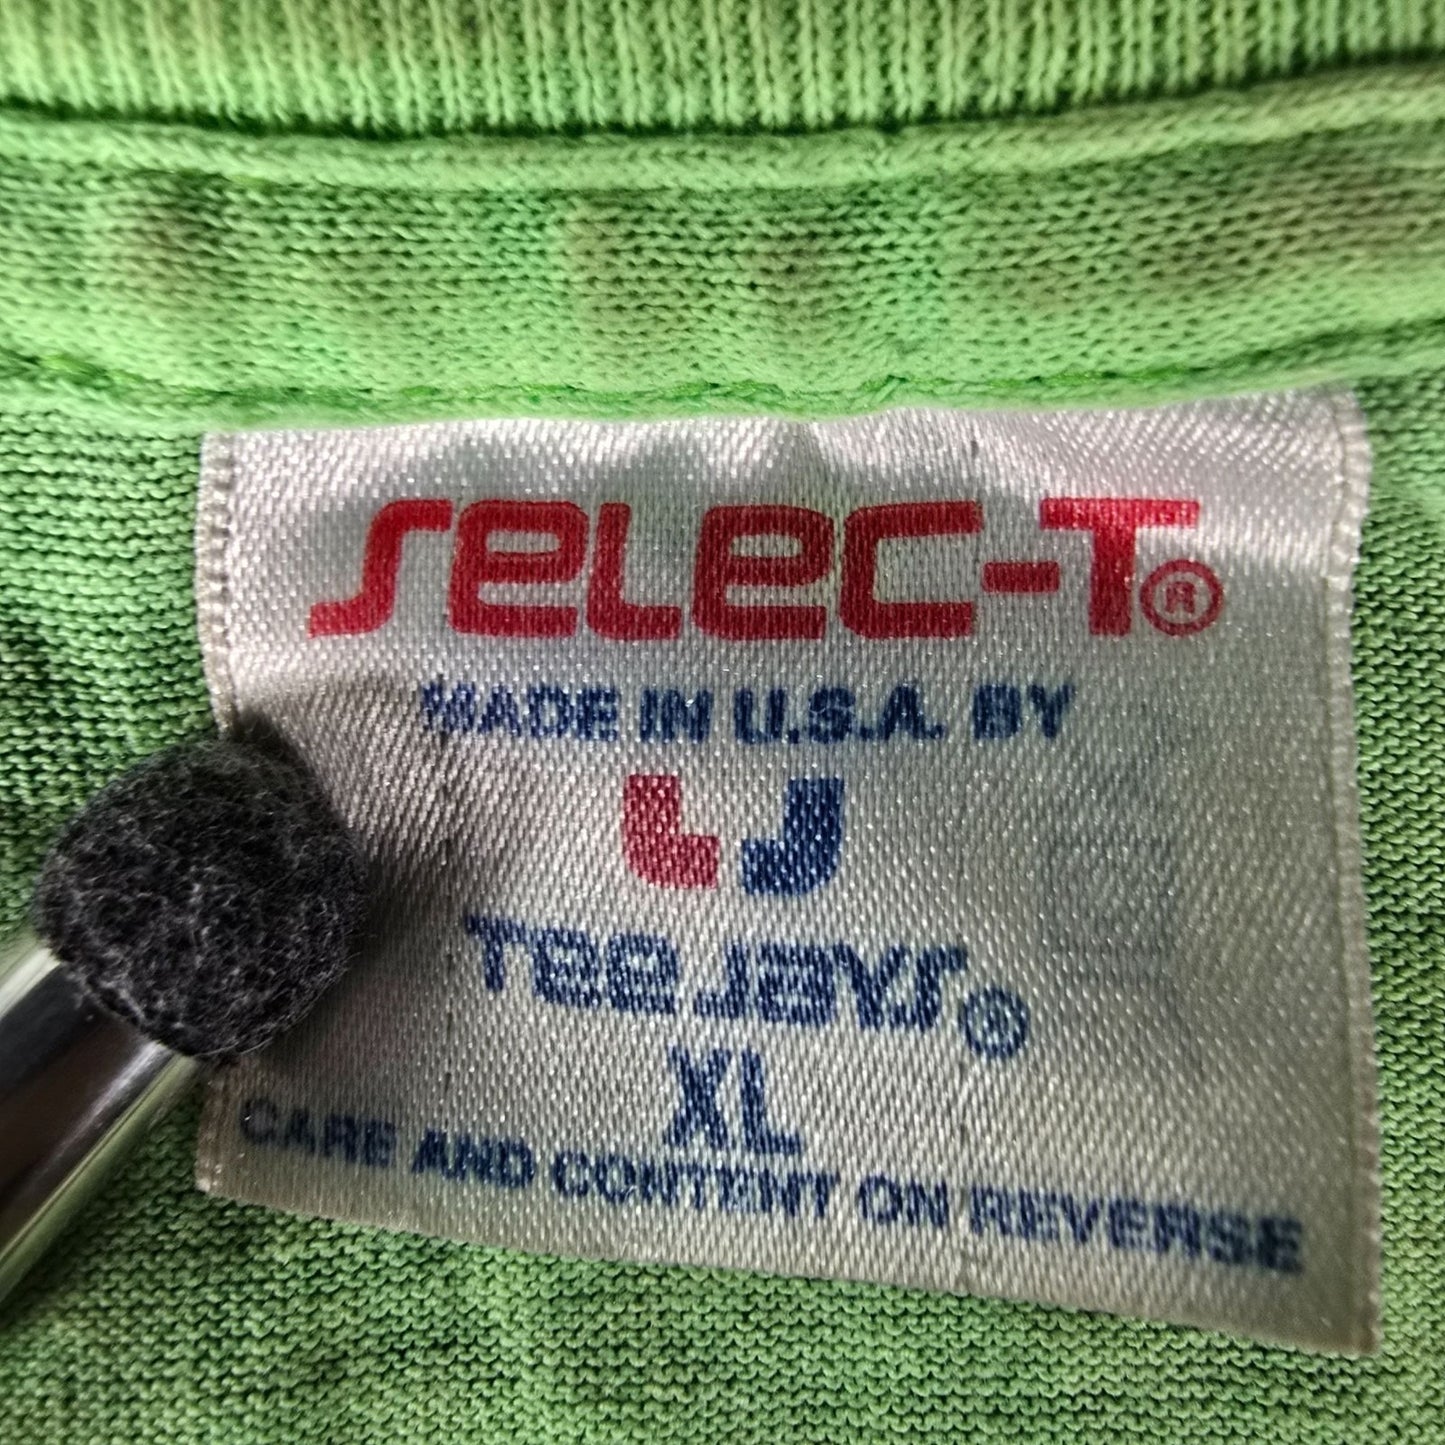 SELEC-T®
MADE IN U.S.A. BY
LJ
TEE JAYS®
XL
CARE AND CONTENT ON REVERSE